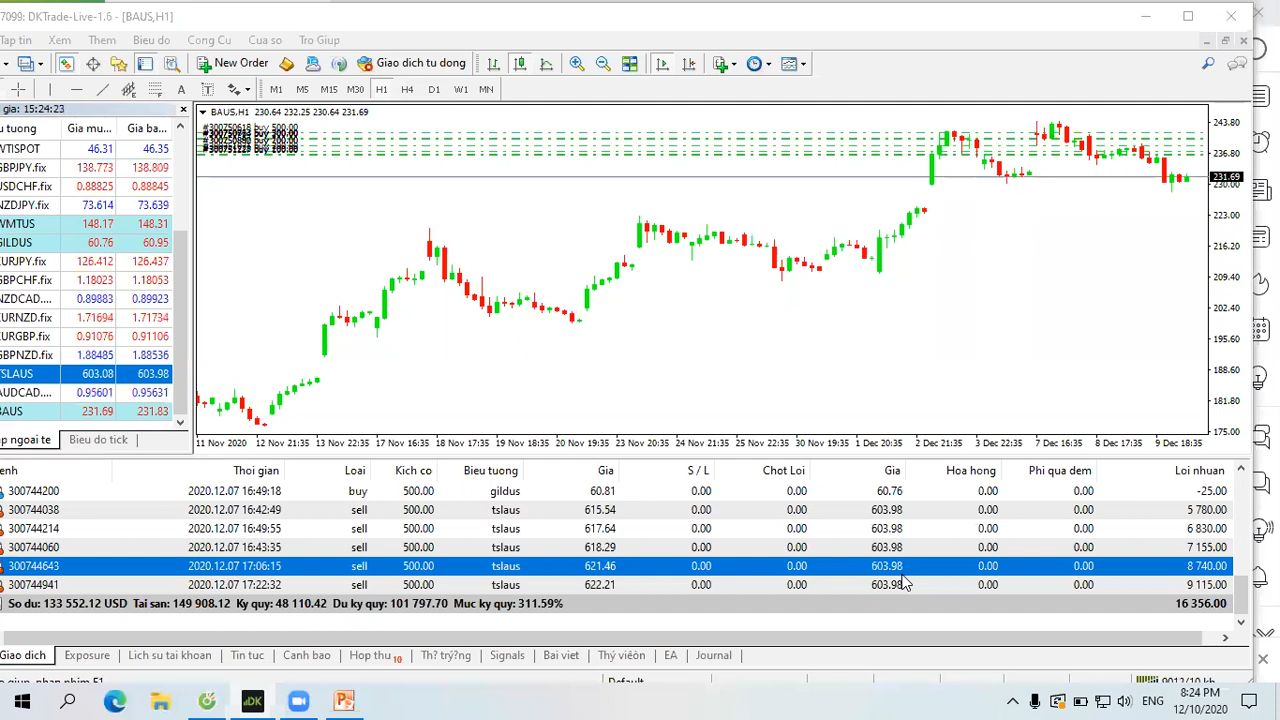 7099: DKTrade-Live-1.6 - [BAUS,H1]
Tap tin Xem Them Bieu do Cong Cu Cua so Tro Giup
New Order Giao dich tu dong
A T M1 M5 M15 M30 H1 H4 D1 W1 MN
gia: 15:24:23
tuong Gia mu... Gia ba...
WTISPOT 46.31 46.35
GBPJPY.fix 138.773 138.809
USDCHF.fix 0.88825 0.88845
NZDJPY.fix 73.614 73.639
WMTUS 148.17 148.31
GILDUS 60.76 60.95
EURJPY.fix 126.412 126.437
GBPCHF.fix 1.18023 1.18053
NZDCAD.... 0.89883 0.89923
EURNZD.fix 1.71694 1.71734
EURGBP.fix 0.91076 0.91106
GBPNZD.fix 1.88485 1.88536
TSLAUS 603.08 603.98
AUDCAD.... 0.95601 0.95631
BAUS 231.69 231.83
ap ngoai te Bieu do tick
BAUS,H1 230.64 232.25 230.64 231.69
243.80
236.80
231.69
230.00
223.00
216.20
209.40
202.40
195.60
188.60
181.80
175.00
11 Nov 2020 12 Nov 21:35 13 Nov 22:35 17 Nov 16:35 18 Nov 17:35 19 Nov 18:35 20 Nov 19:35 23 Nov 20:35 24 Nov 21:35 25 Nov 22:35 30 Nov 19:35 1 Dec 20:35 2 Dec 21:35 3 Dec 22:35 7 Dec 16:35 8 Dec 17:35 9 Dec 18:35
enh Thoi gian Loai Kich co Bieu tuong Gia S / L Chot Loi Gia Hoa hong Phi qua dem Loi nhuan
300744200 2020.12.07 16:49:18 buy 500.00 gildus 60.81 0.00 0.00 60.76 0.00 0.00 -25.00
300744038 2020.12.07 16:42:49 sell 500.00 tslaus 615.54 0.00 0.00 603.98 0.00 0.00 5 780.00
300744214 2020.12.07 16:49:55 sell 500.00 tslaus 617.64 0.00 0.00 603.98 0.00 0.00 6 830.00
300744060 2020.12.07 16:43:35 sell 500.00 tslaus 618.29 0.00 0.00 603.98 0.00 0.00 7 155.00
300744643 2020.12.07 17:06:15 sell 500.00 tslaus 621.46 0.00 0.00 603.98 0.00 0.00 8 740.00
300744941 2020.12.07 17:22:32 sell 500.00 tslaus 622.21 0.00 0.00 603.98 0.00 0.00 9 115.00
So du: 133 552.12 USD Tai san: 149 908.12 Ky quy: 48 110.42 Du ky quy: 101 797.70 Muc ky quy: 311.59% 16 356.00
Giao dich Exposure Lich su tai khoan Tin tuc Canh bao Hop thu 10 Th? trý?ng Signals Bai viet Thý viêòn EA Journal
Default
DK ENG 8:24 PM
12/10/2020